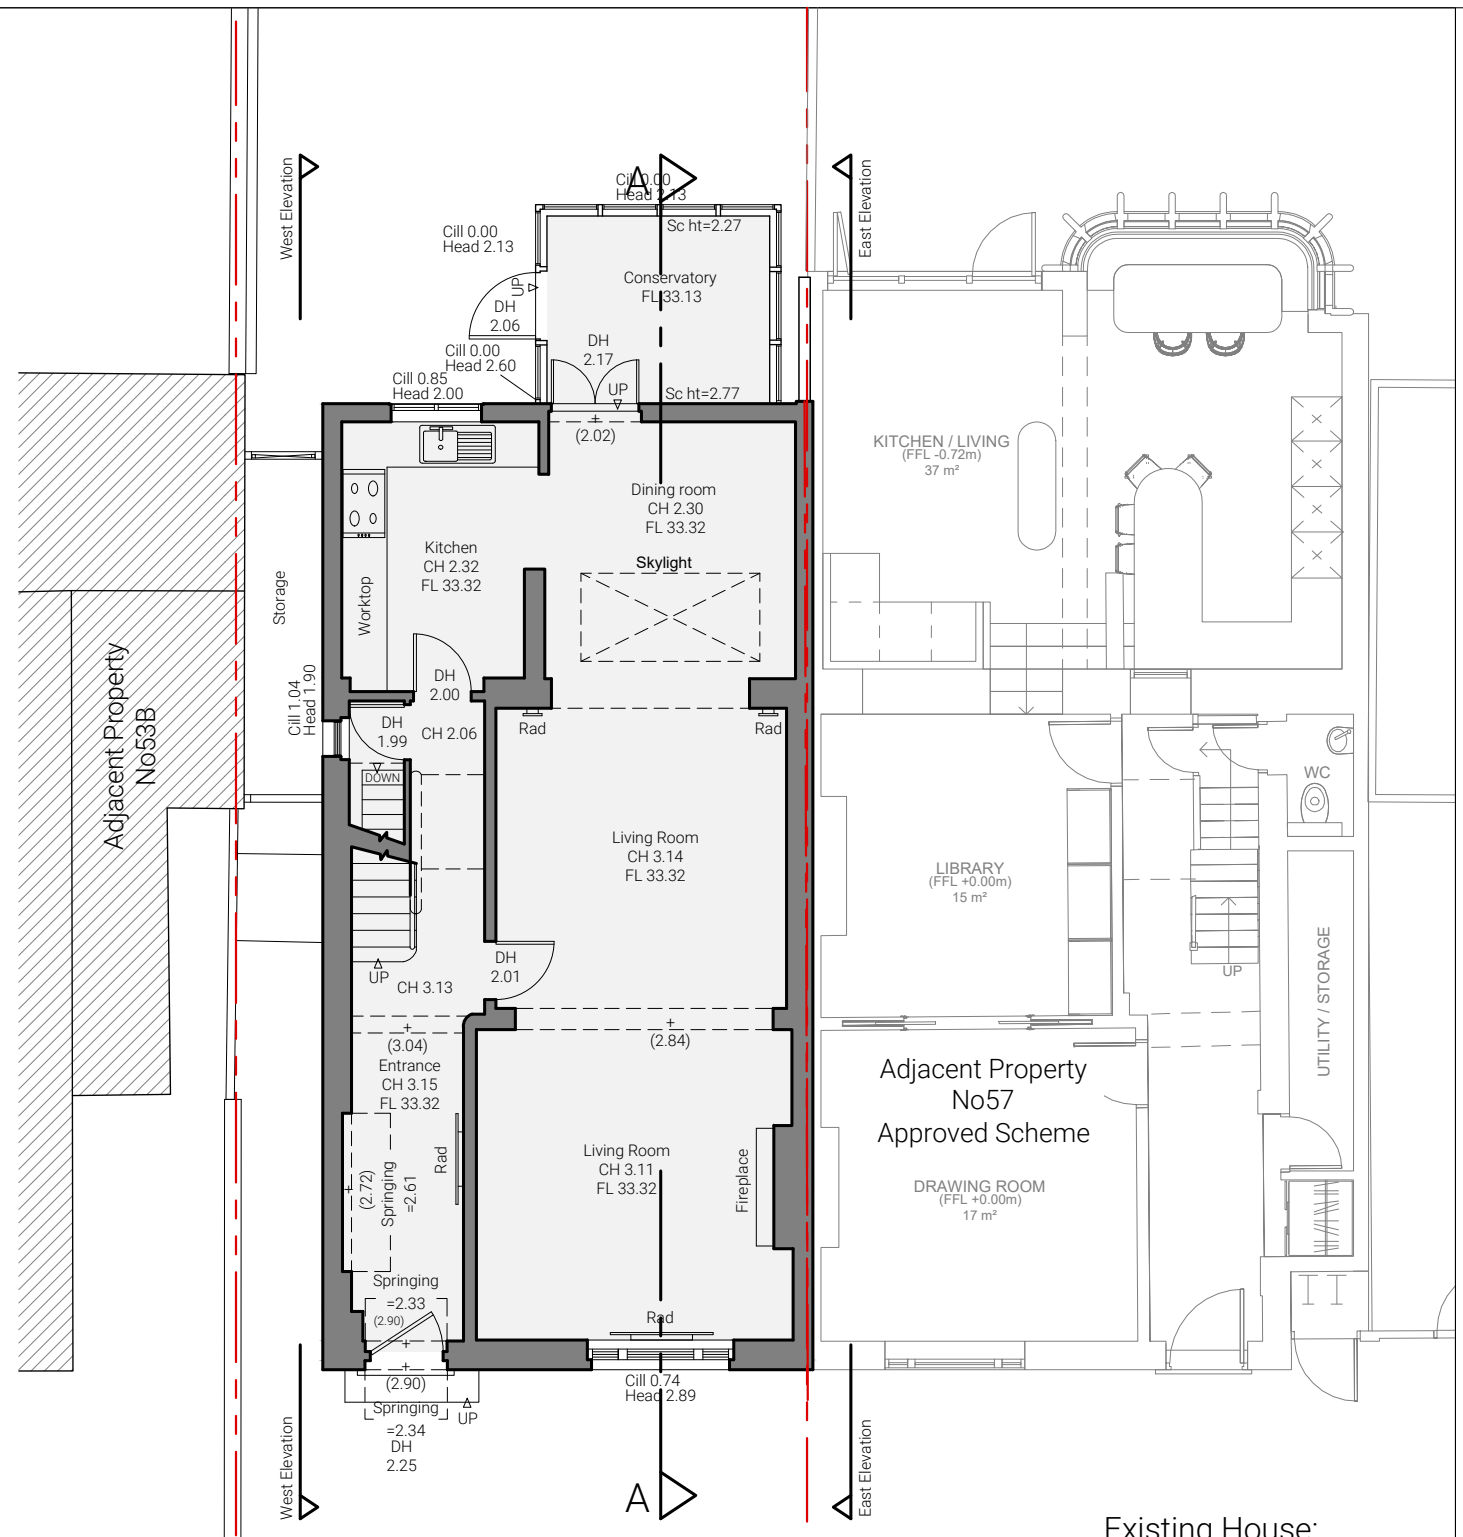 West Elevation
A
Cill 0.00
Head 2.13
East Elevation
Sc ht=2.27
Cill 0.00
Head 2.13
Conservatory
FL 33.13
UP
DH
2.06
DH
2.17
Cill 0.00
Head 2.60
Cill 0.85
Head 2.00
UP
Sc ht=2.77
(2.02)
KITCHEN / LIVING
(FFL -0.72m)
37 m²
Dining room
CH 2.30
FL 33.32
Kitchen
CH 2.32
FL 33.32
Skylight
Storage
Worktop
Adjacent Property
No53B
Cill 1.04
Head 1.90
DH
2.00
DH
1.99
CH 2.06
Rad
Rad
DOWN
WC
Living Room
CH 3.14
FL 33.32
LIBRARY
(FFL +0.00m)
15 m²
UP
DH
2.01
CH 3.13
UP
UTILITY / STORAGE
(3.04)
(2.84)
Entrance
CH 3.15
FL 33.32
Adjacent Property
No57
Approved Scheme
Rad
Living Room
CH 3.11
FL 33.32
Fireplace
(2.72)
Springing
=2.61
DRAWING ROOM
(FFL +0.00m)
17 m²
Springing
=2.33
(2.90)
Rad
(2.90)
Springing
=2.34
DH
2.25
UP
Cill 0.74
Head 2.89
West Elevation
A
East Elevation
Existing House: